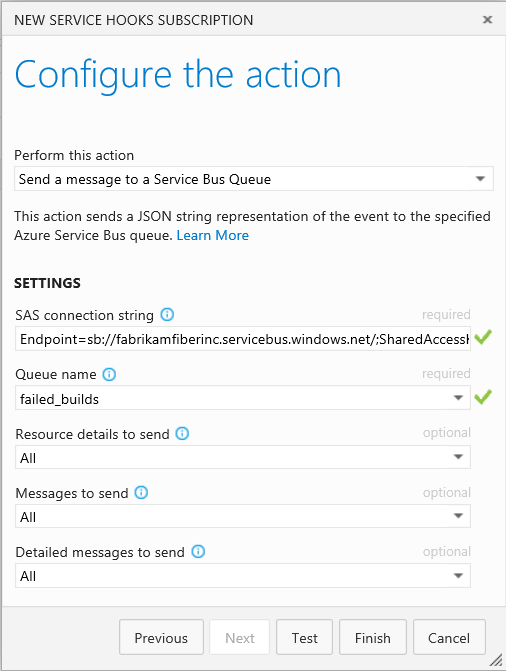 NEW SERVICE HOOKS SUBSCRIPTION
Configure the action
Perform this action
Send a message to a Service Bus Queue
This action sends a JSON string representation of the event to the specified
Azure Service Bus queue. Learn More
SETTINGS
SAS connection string required
Endpoint=sb://fabrikamfiberinc.servicebus.windows.net/;SharedAccess
Queue name required
failed_builds
Resource details to send optional
All
Messages to send optional
All
Detailed messages to send optional
All
Previous Next Test Finish Cancel